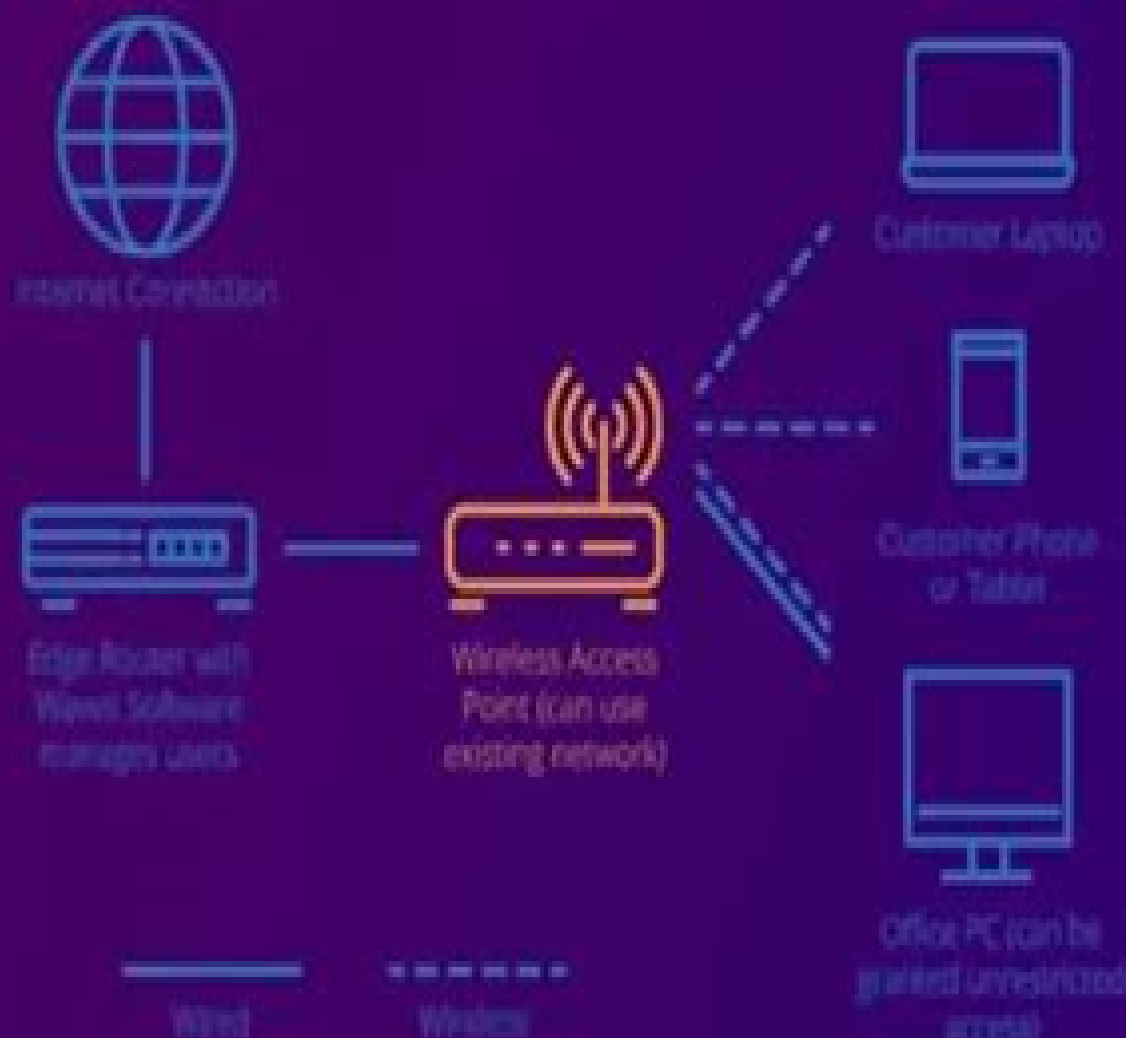 Internet Connection
Customer Laptop
Customer Phone
or Tablet
Edge Router with
Software
manages users
Wireless Access
Point (can use
existing network)
Office PC (can be
granted unrestricted
access)
Wired
Wireless